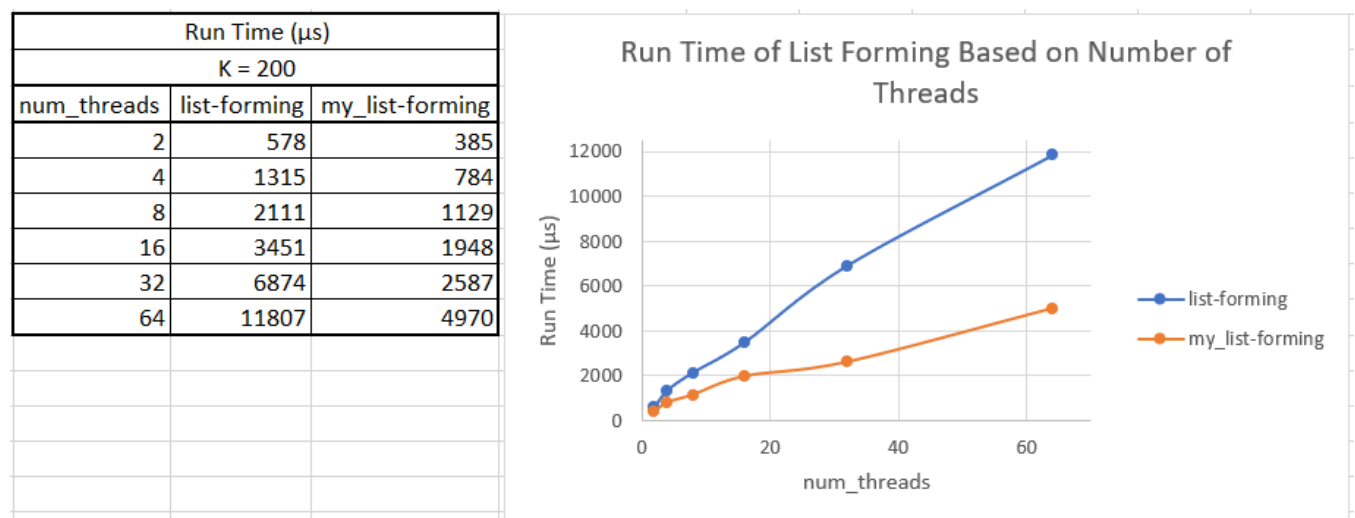 Run Time (μs)
K = 200
num_threads list-forming my_list-forming
2 578 385
4 1315 784
8 2111 1129
16 3451 1948
32 6874 2587
64 11807 4970
Run Time of List Forming Based on Number of
Threads
12000
10000
8000
6000
4000
2000
0
Run Time (μs)
0 20 40 60
num_threads
list-forming
my_list-forming